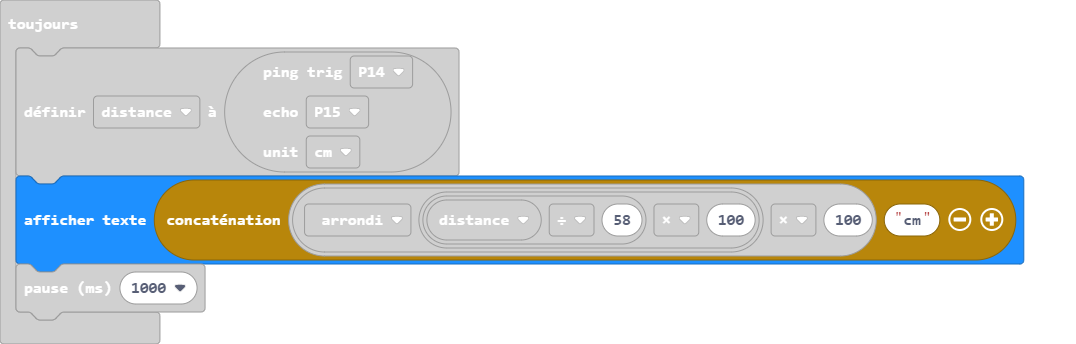 toujours
ping trig P14
définir distance à echo P15
unit cm
afficher texte concaténation arrondi distance ÷ 58 × 100 × 100 "cm"
pause (ms) 1000